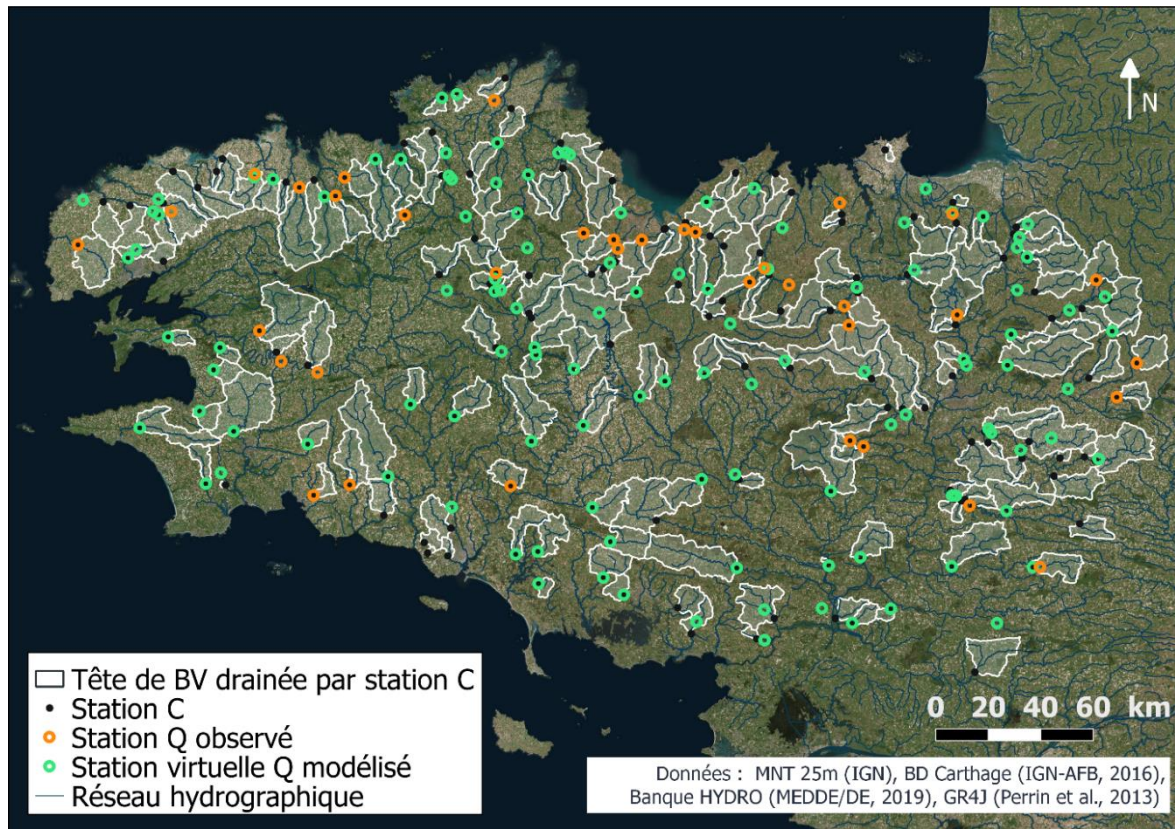 N
Tête de BV drainée par station C
Station C
Station Q observé
Station virtuelle Q modélisé
Réseau hydrographique
0 20 40 60 km
Données : MNT 25m (IGN), BD Carthage (IGN-AFB, 2016),
Banque HYDRO (MEDDE/DE, 2019), GR4J (Perrin et al., 2013)